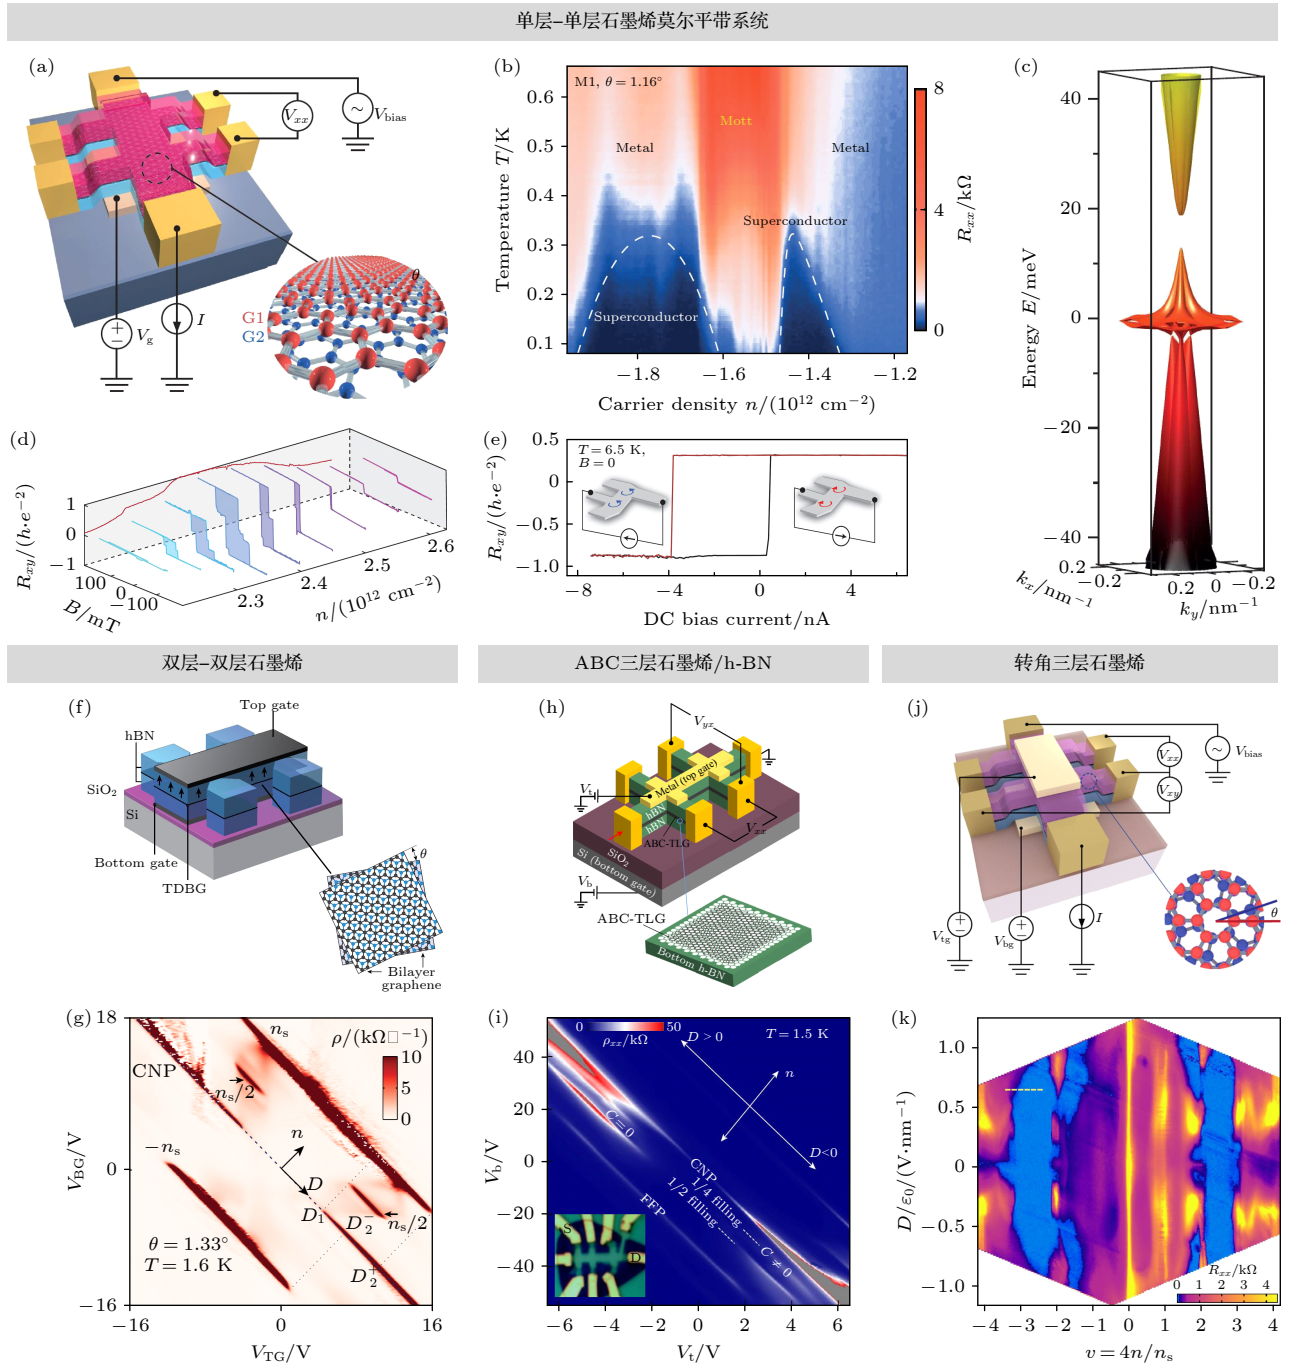 单层–单层石墨烯莫尔平带系统
(a)
V_xx
V_bias
V_g
I
θ
G1
G2
(b)
M1, θ = 1.16°
Mott
Metal
Metal
Superconductor
Superconductor
Temperature T/K
0.6
0.5
0.4
0.3
0.2
0.1
−1.8
−1.6
−1.4
−1.2
Carrier density n/(10¹² cm⁻²)
8
4
0
R_xx/kΩ
(c)
Energy E/meV
40
20
0
−20
−40
0.2
−0.2
0.2
0
−0.2
k_x/nm⁻¹
k_y/nm⁻¹
(d)
R_xy/(h·e⁻²)
1
0
−1
100
0
−100
B/mT
2.3
2.4
2.5
2.6
n/(10¹² cm⁻²)
(e)
T = 6.5 K,
B = 0
R_xy/(h·e⁻²)
0.5
0
−0.5
−1.0
−8
−4
0
4
DC bias current/nA
双层–双层石墨烯
ABC三层石墨烯/h-BN
转角三层石墨烯
(f)
Top gate
hBN
SiO₂
Si
Bottom gate
TDBG
θ
Bilayer
graphene
(h)
V_yx
V_t
Metal (top gate)
hBN
hBN
ABC-TLG
V_xx
SiO₂
Si (bottom gate)
V_b
ABC-TLG
Bottom h-BN
(j)
V_xx
V_xy
V_bias
V_tg
V_bg
I
θ
(g)
n_s
ρ/(kΩ□⁻¹)
10
5
0
CNP
n_s/2
n
D
−n_s
D₁
D₂⁻
n_s/2
D₂⁺
θ = 1.33°
T = 1.6 K
V_BG/V
18
0
−16
−16
0
16
V_TG/V
(i)
0
50
ρ_xx/kΩ
D > 0
T = 1.5 K
n
D<0
C = 0
CNP
1/4 filling
1/2 filling
FFP
C ≠ 0
S
D
V_b/V
40
20
0
−20
−40
−6
−4
−2
0
2
4
6
V_t/V
(k)
D/ε₀/(V·nm⁻¹)
1.0
0.5
0
−0.5
−1.0
R_xx/kΩ
0
1
2
3
4
−4
−3
−2
−1
0
1
2
3
4
v = 4n/n_s